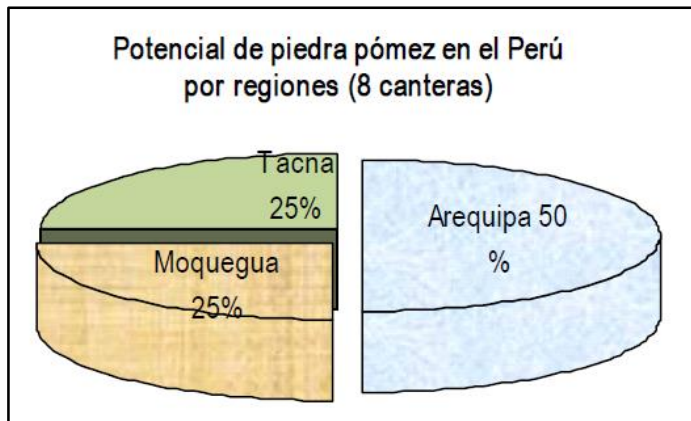 Potencial de piedra pómez en el Perú
por regiones (8 canteras)
Tacna
25%
Arequipa 50
%
Moquegua
25%